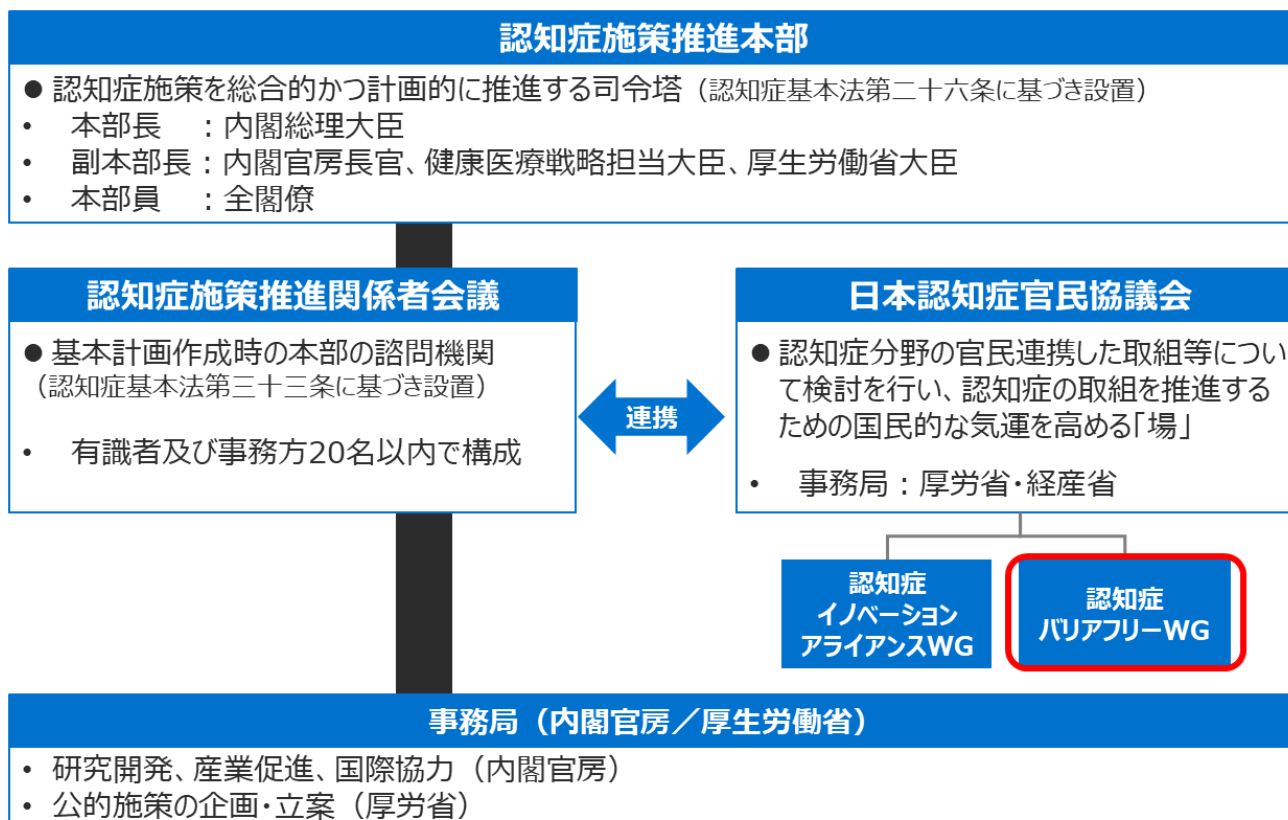 認知症施策推進本部
● 認知症施策を総合的かつ計画的に推進する司令塔（認知症基本法第二十六条に基づき設置）
• 本部長　：内閣総理大臣
• 副本部長：内閣官房長官、健康医療戦略担当大臣、厚生労働省大臣
• 本部員　：全閣僚
認知症施策推進関係者会議
● 基本計画作成時の本部の諮問機関
（認知症基本法第三十三条に基づき設置）
• 有識者及び事務方20名以内で構成
連携
日本認知症官民協議会
● 認知症分野の官民連携した取組等につい
て検討を行い、認知症の取組を推進する
ための国民的な気運を高める「場」
• 事務局：厚労省・経産省
認知症
イノベーション
アライアンスWG
認知症
バリアフリーWG
事務局（内閣官房／厚生労働省）
• 研究開発、産業促進、国際協力（内閣官房）
• 公的施策の企画・立案（厚労省）